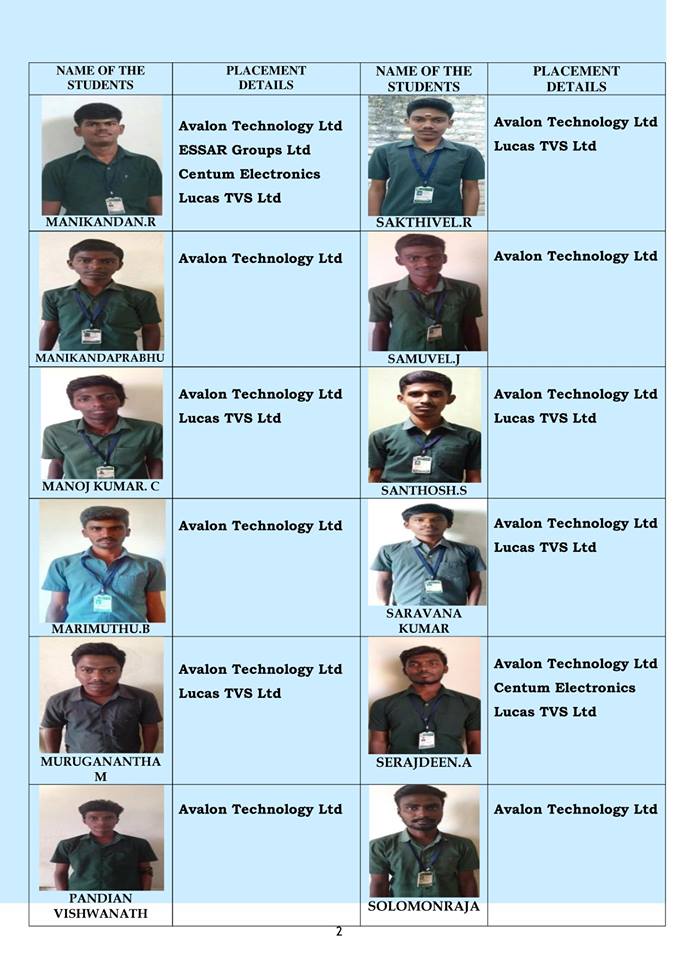 NAME OF THE
STUDENTS
PLACEMENT
DETAILS
NAME OF THE
STUDENTS
PLACEMENT
DETAILS
MANIKANDAN.R
Avalon Technology Ltd
ESSAR Groups Ltd
Centum Electronics
Lucas TVS Ltd
SAKTHIVEL.R
Avalon Technology Ltd
Lucas TVS Ltd
MANIKANDAPRABHU
Avalon Technology Ltd
SAMUVEL.J
Avalon Technology Ltd
MANOJ KUMAR. C
Avalon Technology Ltd
Lucas TVS Ltd
SANTHOSH.S
Avalon Technology Ltd
Lucas TVS Ltd
MARIMUTHU.B
Avalon Technology Ltd
SARAVANA
KUMAR
Avalon Technology Ltd
Lucas TVS Ltd
MURUGANANTHA
M
Avalon Technology Ltd
Lucas TVS Ltd
SERAJDEEN.A
Avalon Technology Ltd
Centum Electronics
Lucas TVS Ltd
PANDIAN
VISHWANATH
Avalon Technology Ltd
SOLOMONRAJA
Avalon Technology Ltd
2